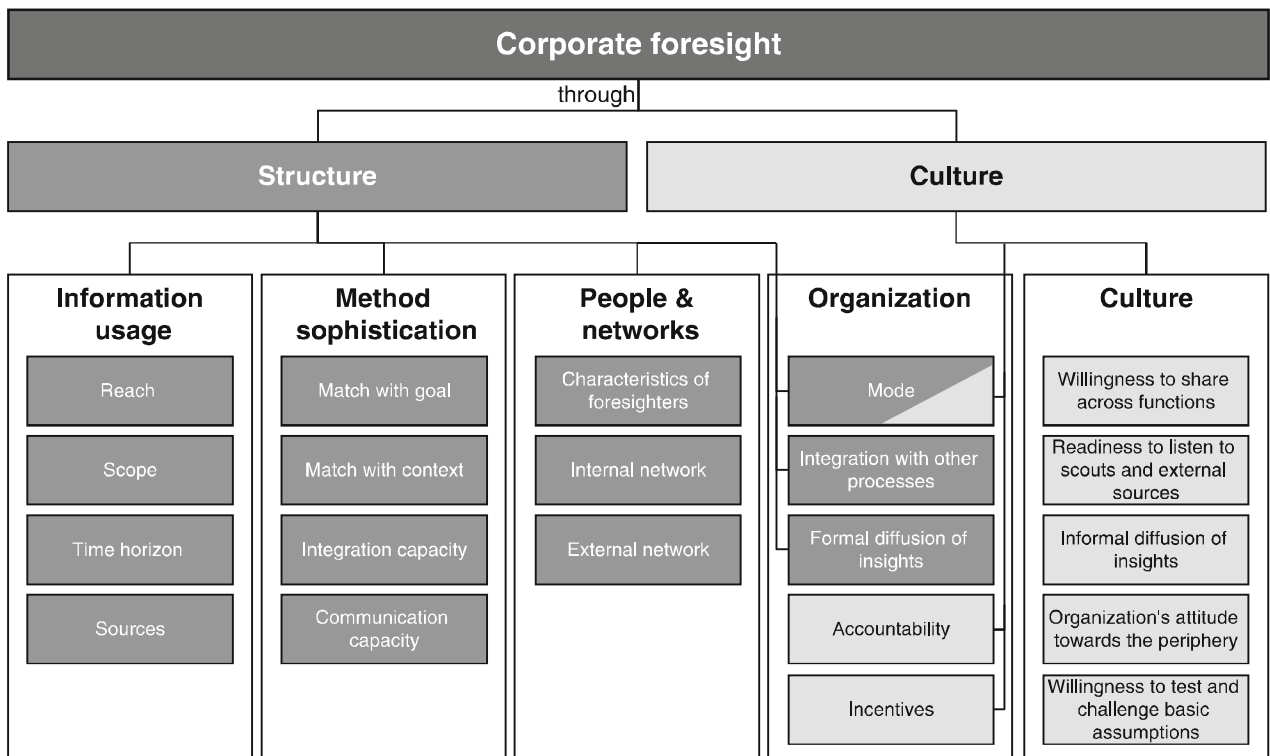 Corporate foresight
through
Structure
Culture
Information
usage
Reach
Scope
Time horizon
Sources
Method
sophistication
Match with goal
Match with context
Integration capacity
Communication
capacity
People &
networks
Characteristics of
foresighters
Internal network
External network
Organization
Mode
Integration with other
processes
Formal diffusion of
insights
Accountability
Incentives
Culture
Willingness to share
across functions
Readiness to listen to
scouts and external
sources
Informal diffusion of
insights
Organization's attitude
towards the periphery
Willingness to test and
challenge basic
assumptions